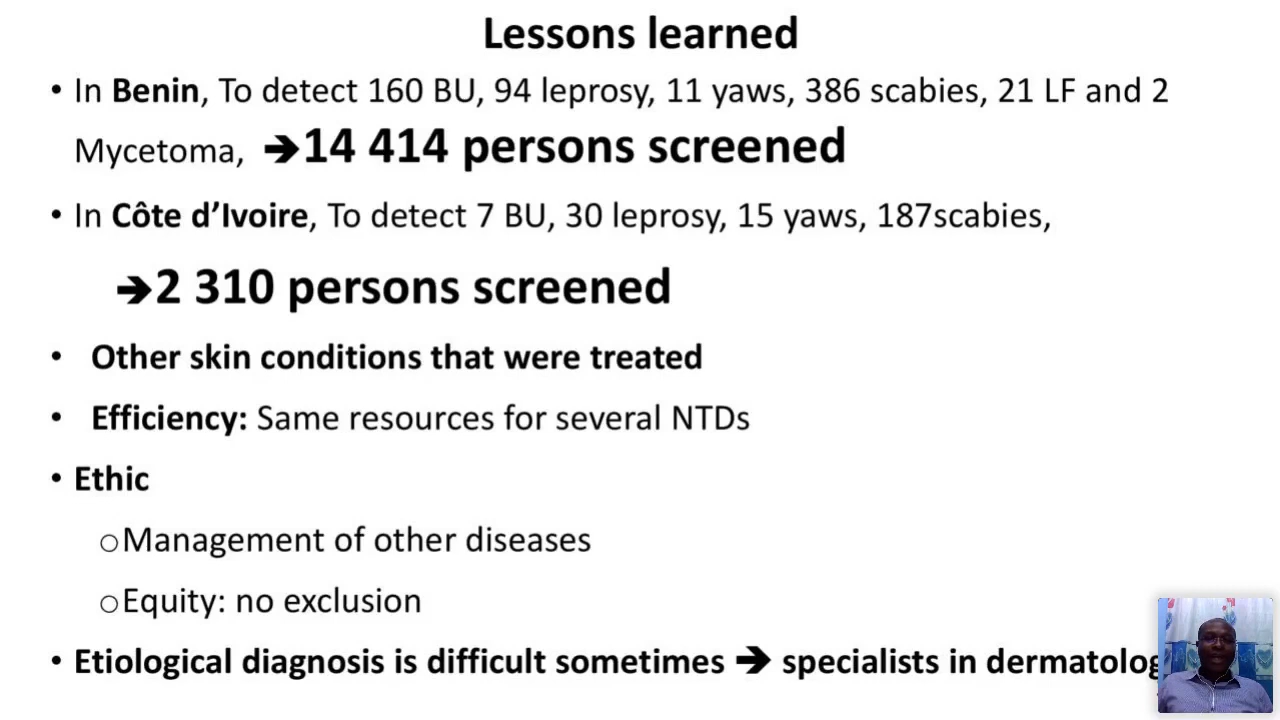 Lessons learned
• In Benin, To detect 160 BU, 94 leprosy, 11 yaws, 386 scabies, 21 LF and 2
Mycetoma, ➔14 414 persons screened
• In Côte d’Ivoire, To detect 7 BU, 30 leprosy, 15 yaws, 187scabies,
➔2 310 persons screened
• Other skin conditions that were treated
• Efficiency: Same resources for several NTDs
• Ethic
○Management of other diseases
○Equity: no exclusion
• Etiological diagnosis is difficult sometimes ➔ specialists in dermatolog